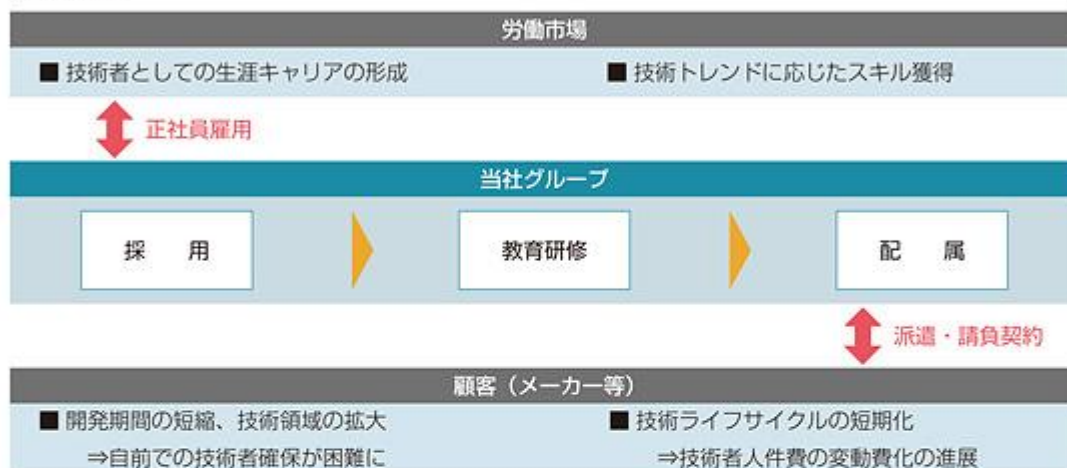 労働市場
■ 技術者としての生涯キャリアの形成
■ 技術トレンドに応じたスキル獲得
正社員雇用
当社グループ
採　用
教育研修
配　属
派遣・請負契約
顧客（メーカー等）
■ 開発期間の短縮、技術領域の拡大
⇒自前での技術者確保が困難に
■ 技術ライフサイクルの短期化
⇒技術者人件費の変動費化の進展